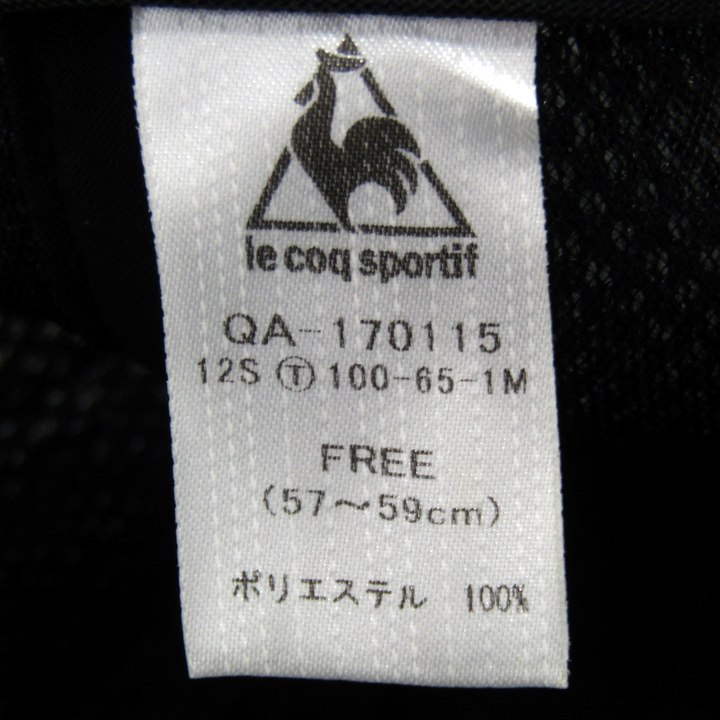 le coq sportif
QA-170115
12S Ⓣ 100-65-1M
FREE
(57～59cm)
ポリエステル 100%